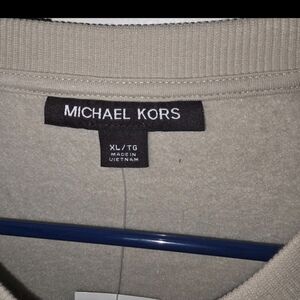 MICHAEL KORS
XL/TG
MADE IN
VIETNAM